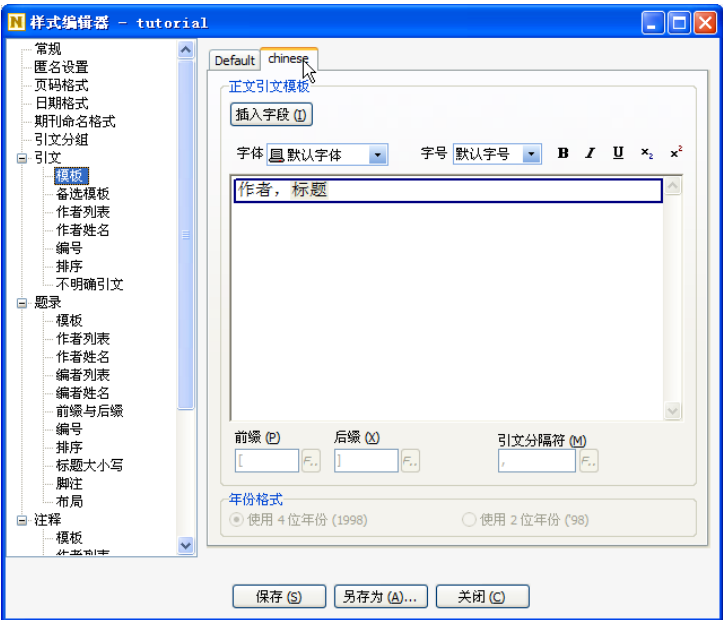 样式编辑器 - tutorial
常规
匿名设置
页码格式
日期格式
期刊命名格式
引文分组
引文
模板
备选模板
作者列表
作者姓名
编号
排序
不明确引文
题录
模板
作者列表
作者姓名
编者列表
编者姓名
前缀与后缀
编号
排序
标题大小写
脚注
布局
注释
模板
作者列表
Default chinese
正文引文模板
插入字段 (I)
字体 默认字体 字号 默认字号 B I U ×₂ ×²
作者, 标题
前缀 (P) 后缀 (X) 引文分隔符 (M)
[ F.. ] F.. , F..
年份格式
使用 4 位年份 (1998) 使用 2 位年份 ('98)
保存 (S) 另存为 (A)... 关闭 (C)